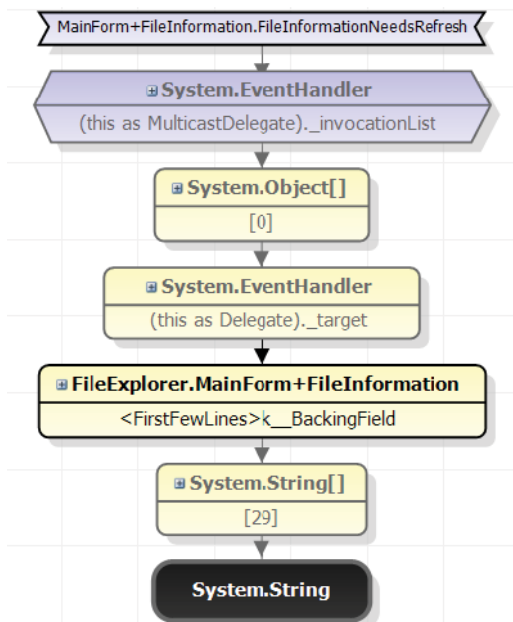 MainForm+FileInformation.FileInformationNeedsRefresh
System.EventHandler
(this as MulticastDelegate)._invocationList
System.Object[]
[0]
System.EventHandler
(this as Delegate)._target
FileExplorer.MainForm+FileInformation
<FirstFewLines>k__BackingField
System.String[]
[29]
System.String